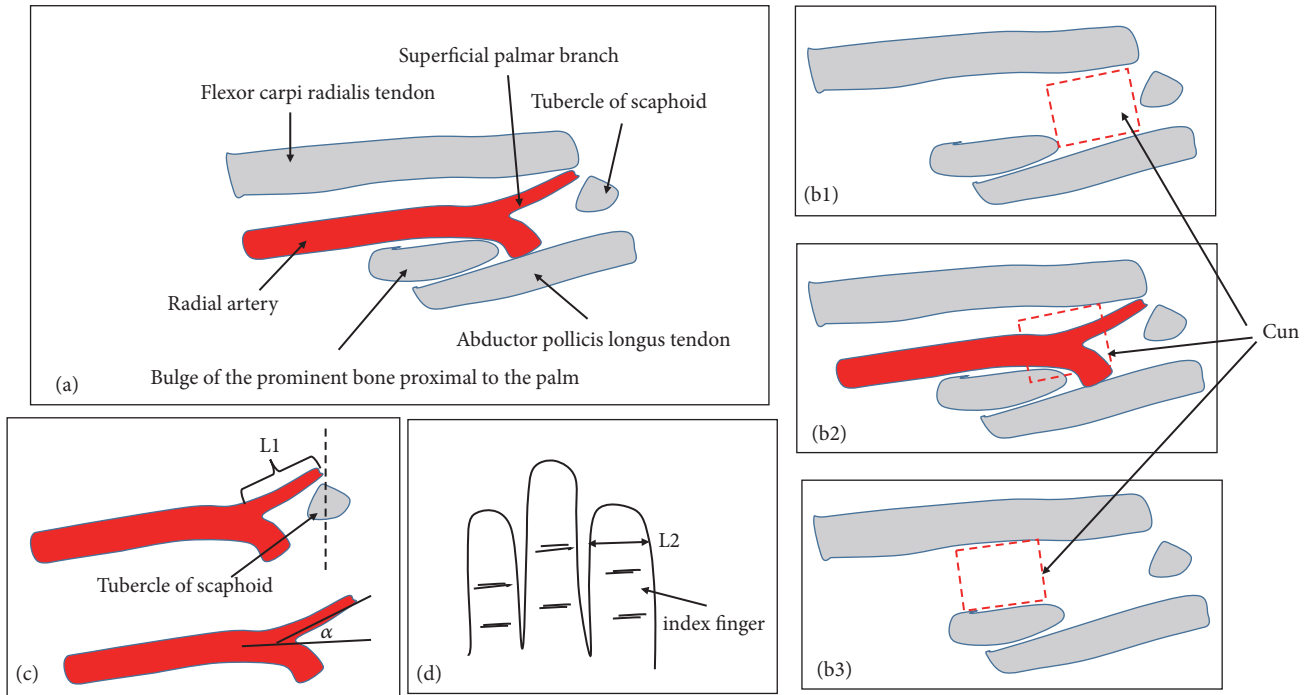 Superficial palmar branch
Flexor carpi radialis tendon
Tubercle of scaphoid
Radial artery
Abductor pollicis longus tendon
Bulge of the prominent bone proximal to the palm
(a)
(b1)
(b2)
Cun
(b3)
L1
Tubercle of scaphoid
α
(c)
L2
index finger
(d)